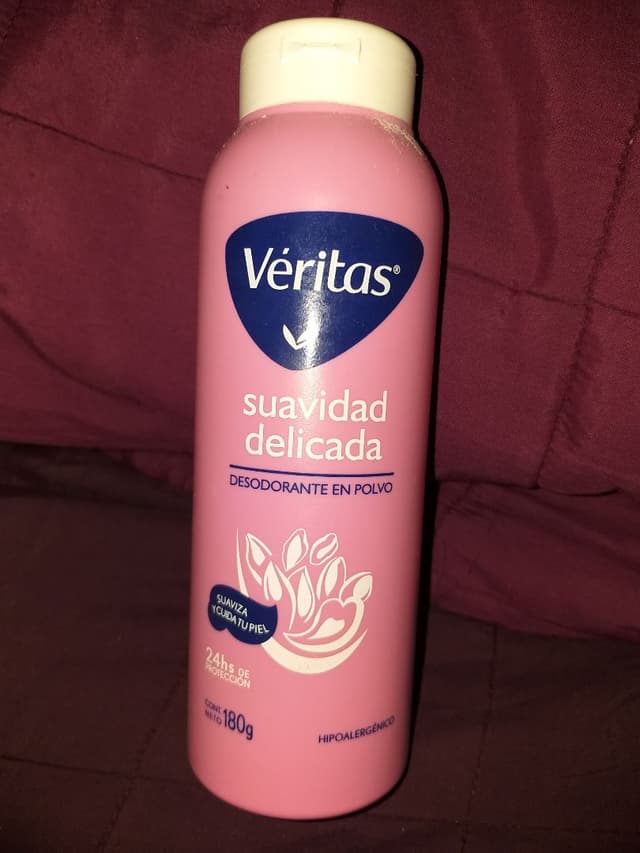 Véritas®
suavidad
delicada
DESODORANTE EN POLVO
SUAVIZA
Y CUIDA TU PIEL
24hs DE
PROTECCIÓN
CONT.
NETO 180g
HIPOALERGÉNICO